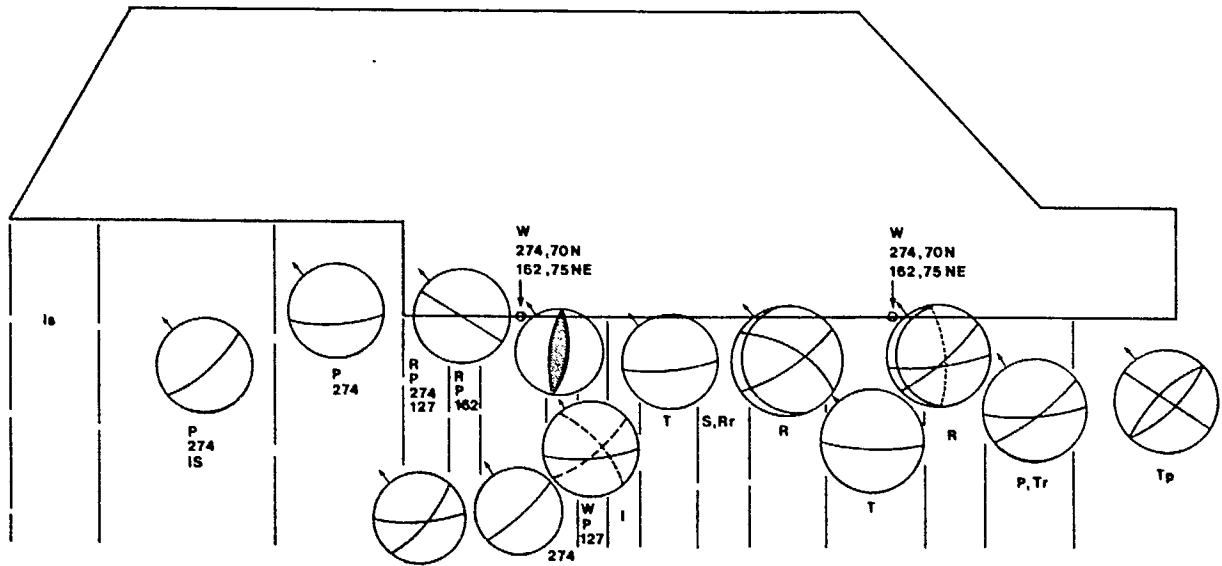 W
274,70N
162,75NE
W
274,70N
162,75NE
Is
P
274
IS
P
274
R
P
274
127
R
P
162
274
W
P
127
I
T
S,Rr
R
T
R
P,Tr
Tp